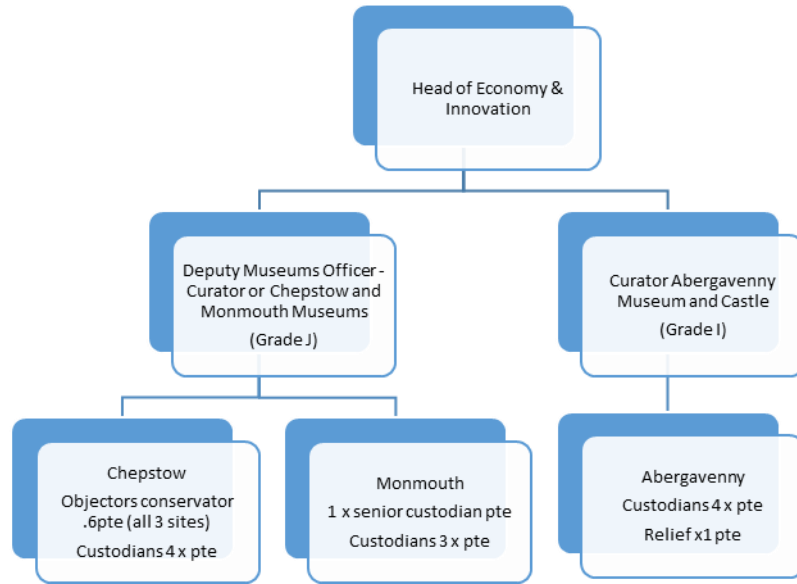 Head of Economy &
Innovation
Deputy Museums Officer -
Curator or Chepstow and
Monmouth Museums
(Grade J)
Curator Abergavenny
Museum and Castle
(Grade I)
Chepstow
Objectors conservator
.6pte (all 3 sites)
Custodians 4 x pte
Monmouth
1 x senior custodian pte
Custodians 3 x pte
Abergavenny
Custodians 4 x pte
Relief x1 pte